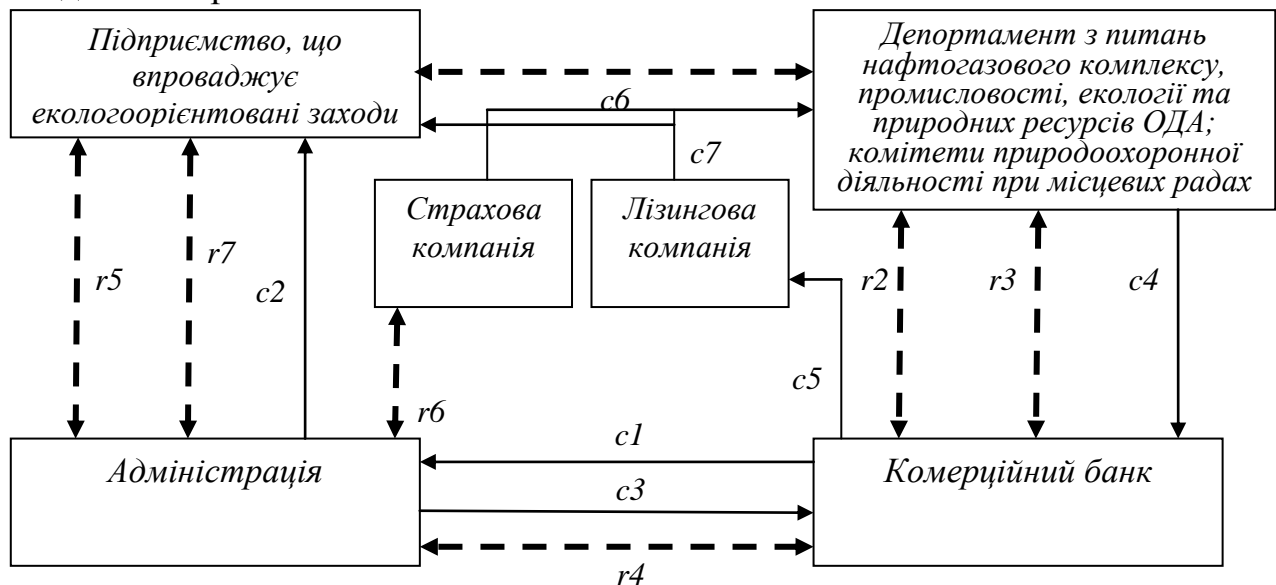 Підприємство, що
впроваджує
екологоорієнтовані заходи
Депортамент з питань
нафтогазового комплексу,
промисловості, екології та
природних ресурсів ОДА;
комітети природоохоронної
діяльності при місцевих радах
c6
c7
Страхова
компанія
Лізингова
компанія
r5
r7
c2
r2
r3
c4
c5
r6
c1
Адміністрація
Комерційний банк
c3
r4